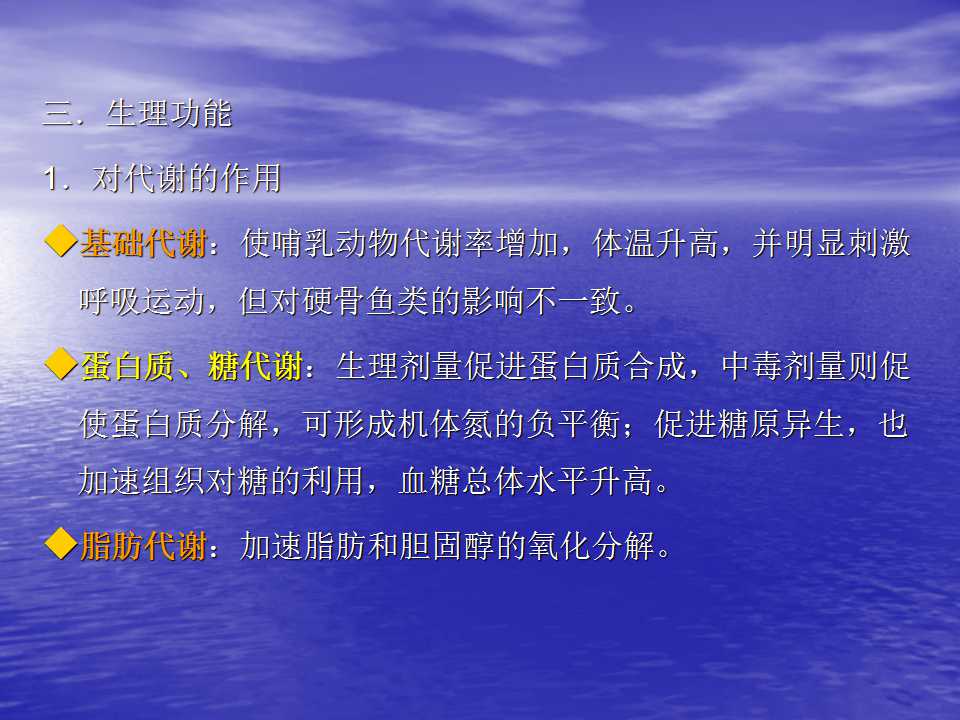 三．生理功能
1．对代谢的作用
◆基础代谢：使哺乳动物代谢率增加，体温升高，并明显刺激
呼吸运动，但对硬骨鱼类的影响不一致。
◆蛋白质、糖代谢：生理剂量促进蛋白质合成，中毒剂量则促
使蛋白质分解，可形成机体氮的负平衡；促进糖原异生，也
加速组织对糖的利用，血糖总体水平升高。
◆脂肪代谢：加速脂肪和胆固醇的氧化分解。